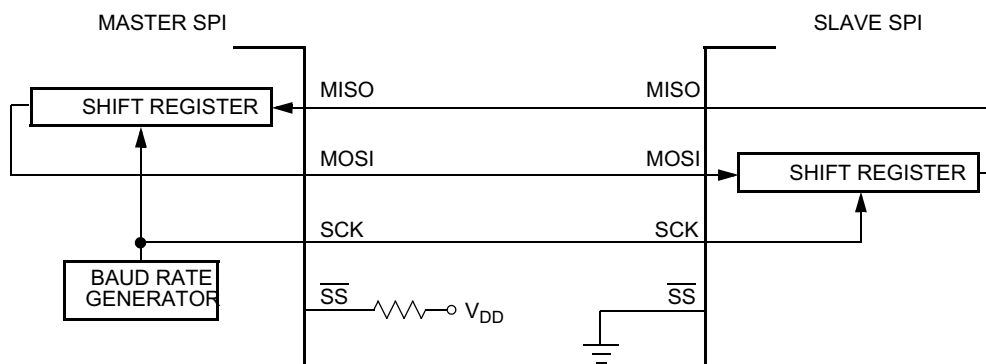 MASTER SPI
SLAVE SPI
MISO
MISO
SHIFT REGISTER
MOSI
MOSI
SHIFT REGISTER
SCK
SCK
BAUD RATE
GENERATOR
SS
V_DD
SS